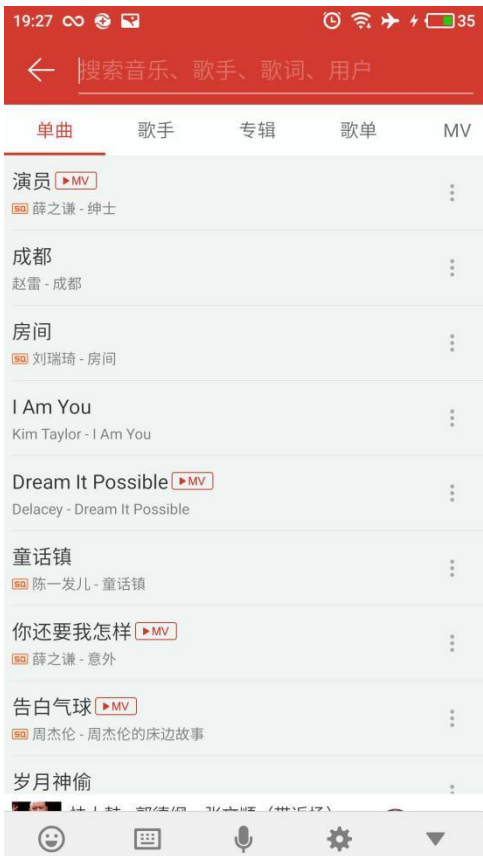 19:27
35
搜索音乐、歌手、歌词、用户
单曲 歌手 专辑 歌单 MV
演员 MV
SQ 薛之谦 - 绅士
成都
赵雷 - 成都
房间
SQ 刘瑞琦 - 房间
I Am You
Kim Taylor - I Am You
Dream It Possible MV
Delacey - Dream It Possible
童话镇
SQ 陈一发儿 - 童话镇
你还要我怎样 MV
SQ 薛之谦 - 意外
告白气球 MV
SQ 周杰伦 - 周杰伦的床边故事
岁月神偷